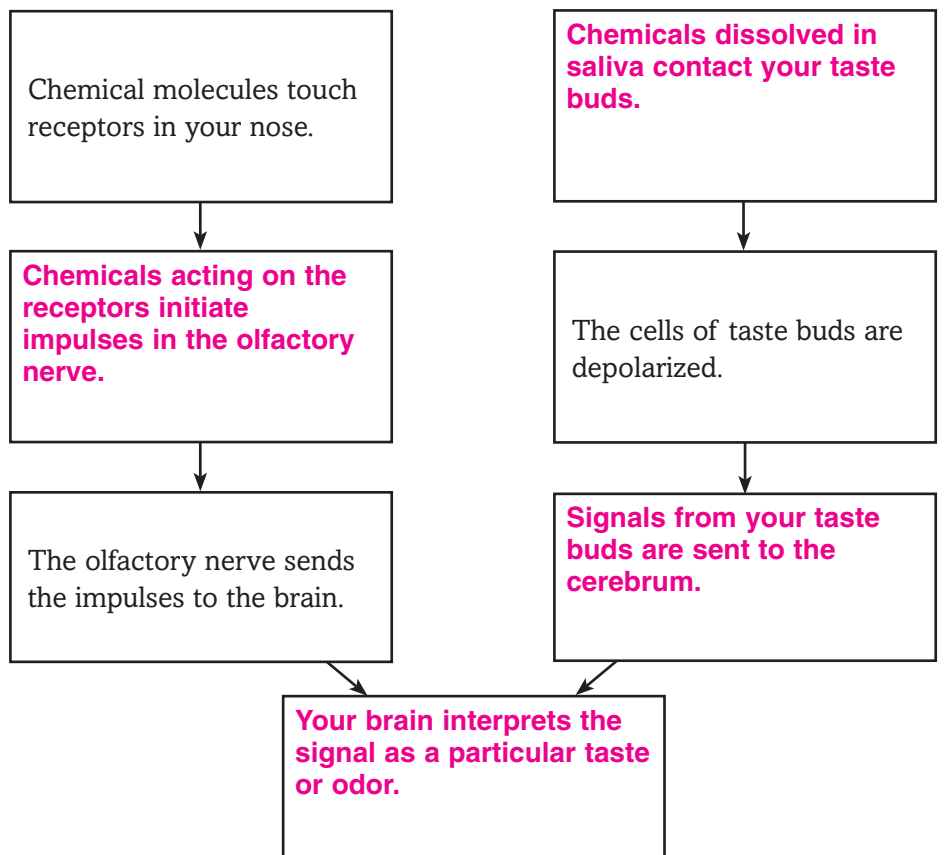 Chemical molecules touch
receptors in your nose.
Chemicals dissolved in
saliva contact your taste
buds.
Chemicals acting on the
receptors initiate
impulses in the olfactory
nerve.
The cells of taste buds are
depolarized.
The olfactory nerve sends
the impulses to the brain.
Signals from your taste
buds are sent to the
cerebrum.
Your brain interprets the
signal as a particular taste
or odor.